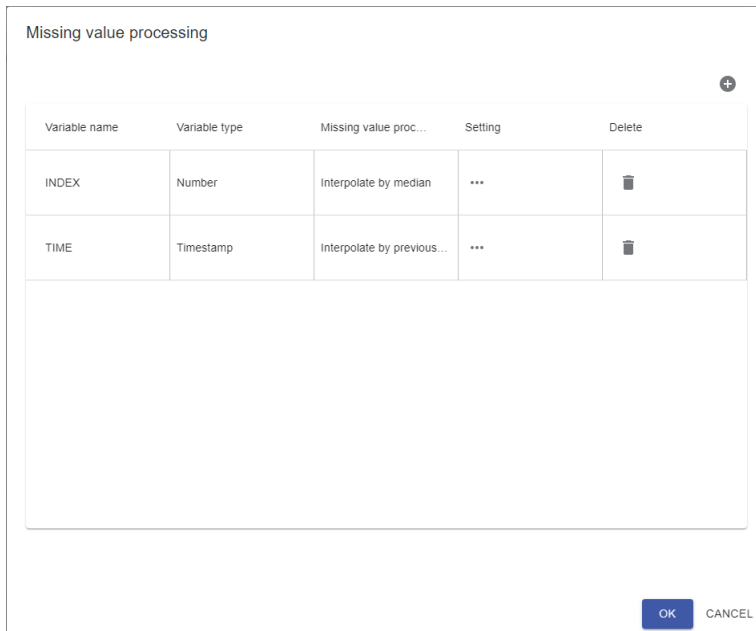 Missing value processing
Variable name Variable type Missing value proc... Setting Delete
INDEX Number Interpolate by median
TIME Timestamp Interpolate by previous...
OK CANCEL